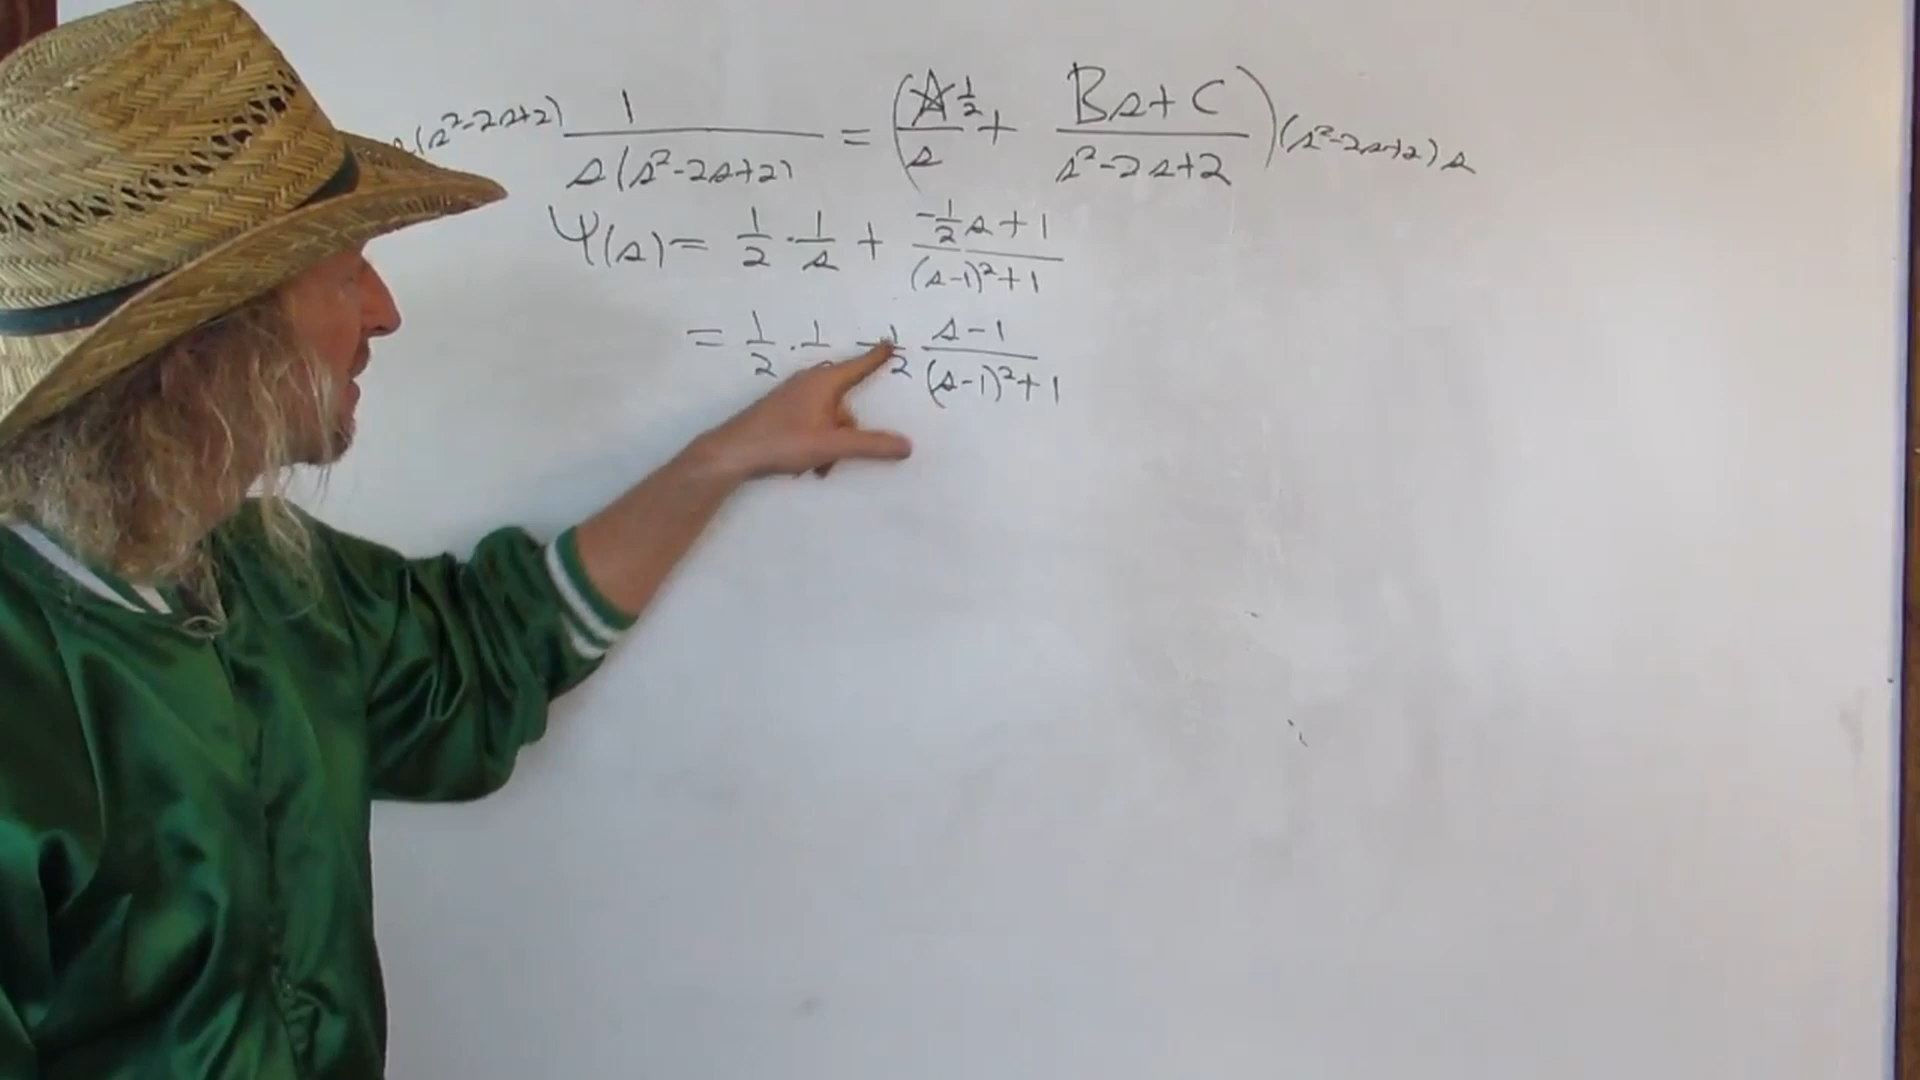 s(s²-2s+2) 1/(s(s²-2s+2)) = (A ½/s + (Bs+C)/(s²-2s+2)) (s²-2s+2) s
Ψ(s) = 1/2 · 1/s + (-½s+1)/((s-1)²+1)
= 1/2 · 1/s - 1/2 (s-1)/((s-1)²+1)